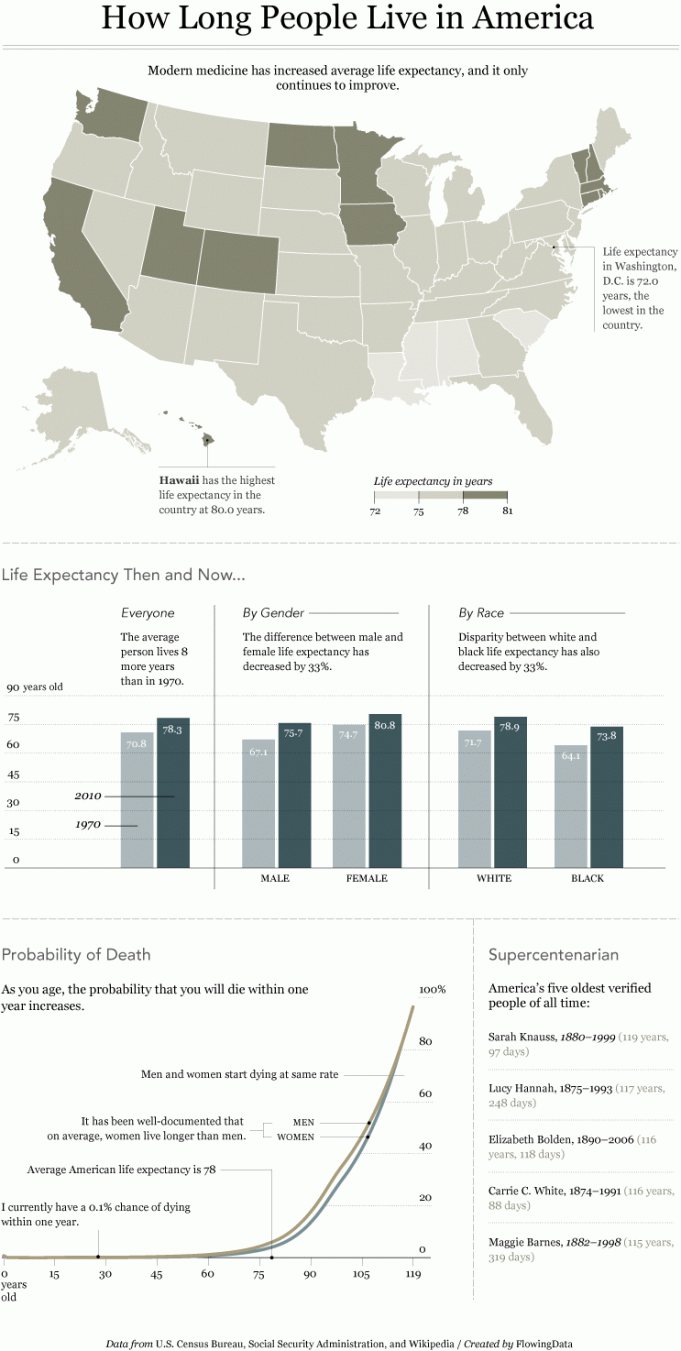 How Long People Live in America
Modern medicine has increased average life expectancy, and it only
continues to improve.
Life expectancy
in Washington,
D.C. is 72.0
years, the
lowest in the
country.
Hawaii has the highest
life expectancy in the
country at 80.0 years.
Life expectancy in years
72 75 78 81
Life Expectancy Then and Now...
Everyone
The average
person lives 8
more years
than in 1970.
By Gender
The difference between male and
female life expectancy has
decreased by 33%.
By Race
Disparity between white and
black life expectancy has also
decreased by 33%.
90 years old
75
60
45
30
15
0
2010
1970
70.8 78.3
67.1 75.7 74.7 80.8
71.7 78.9 64.1 73.8
MALE FEMALE WHITE BLACK
Probability of Death
As you age, the probability that you will die within one
year increases.
100%
80
60
40
20
0
Men and women start dying at same rate
It has been well-documented that
on average, women live longer than men.
MEN
WOMEN
Average American life expectancy is 78
I currently have a 0.1% chance of dying
within one year.
0 15 30 45 60 75 90 105 119
years
old
Supercentenarian
America's five oldest verified
people of all time:
Sarah Knauss, 1880–1999 (119 years,
97 days)
Lucy Hannah, 1875–1993 (117 years,
248 days)
Elizabeth Bolden, 1890–2006 (116
years, 118 days)
Carrie C. White, 1874–1991 (116 years,
88 days)
Maggie Barnes, 1882–1998 (115 years,
319 days)
Data from U.S. Census Bureau, Social Security Administration, and Wikipedia / Created by FlowingData